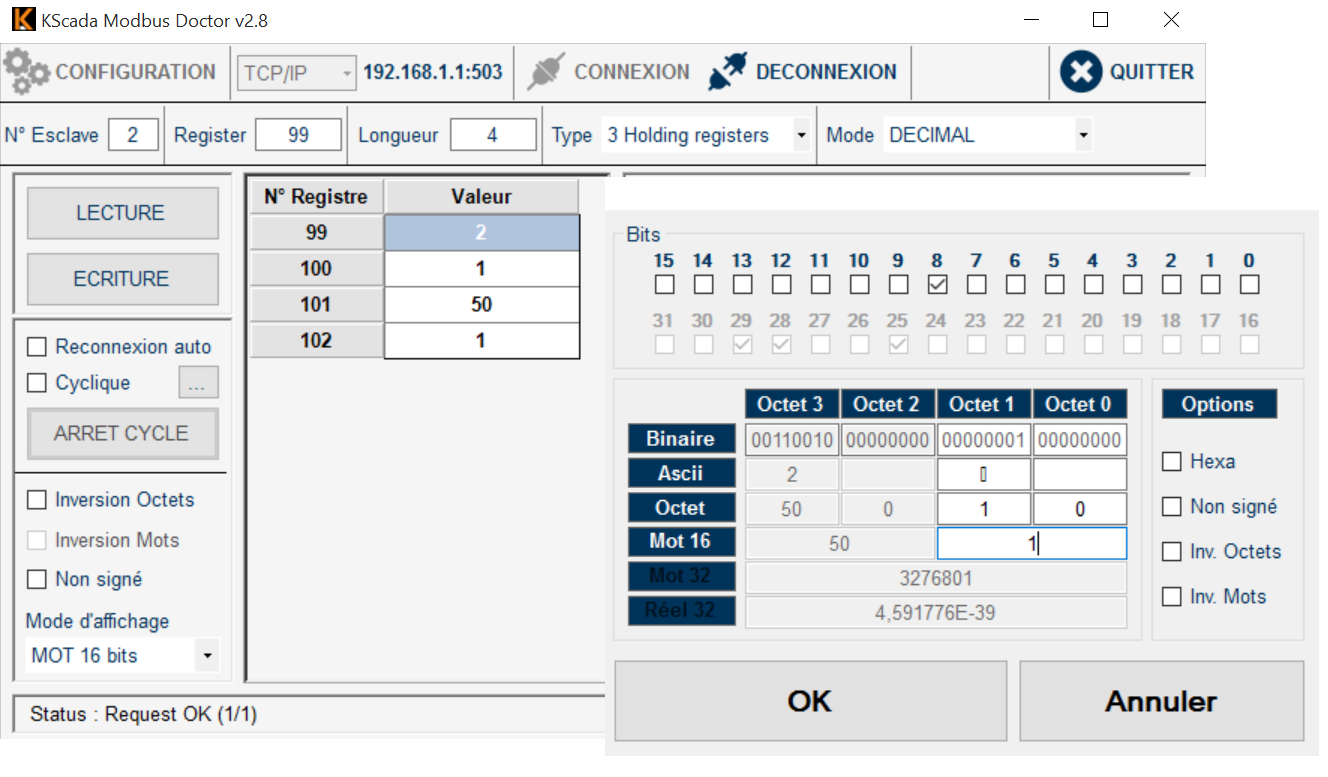 KScada Modbus Doctor v2.8
CONFIGURATION TCP/IP 192.168.1.1:503 CONNEXION DECONNEXION QUITTER
N° Esclave 2 Register 99 Longueur 4 Type 3 Holding registers Mode DECIMAL
LECTURE
ECRITURE
Reconnexion auto
Cyclique ...
ARRET CYCLE
Inversion Octets
Inversion Mots
Non signé
Mode d'affichage
MOT 16 bits
N° Registre Valeur
99 2
100 1
101 50
102 1
Status : Request OK (1/1)
Bits
15 14 13 12 11 10 9 8 7 6 5 4 3 2 1 0
31 30 29 28 27 26 25 24 23 22 21 20 19 18 17 16
Octet 3 Octet 2 Octet 1 Octet 0
Binaire 00110010 00000000 00000001 00000000
Ascii 2
Octet 50 0 1 0
Mot 16 50 1
Mot 32 3276801
Réel 32 4,591776E-39
Options
Hexa
Non signé
Inv. Octets
Inv. Mots
OK Annuler